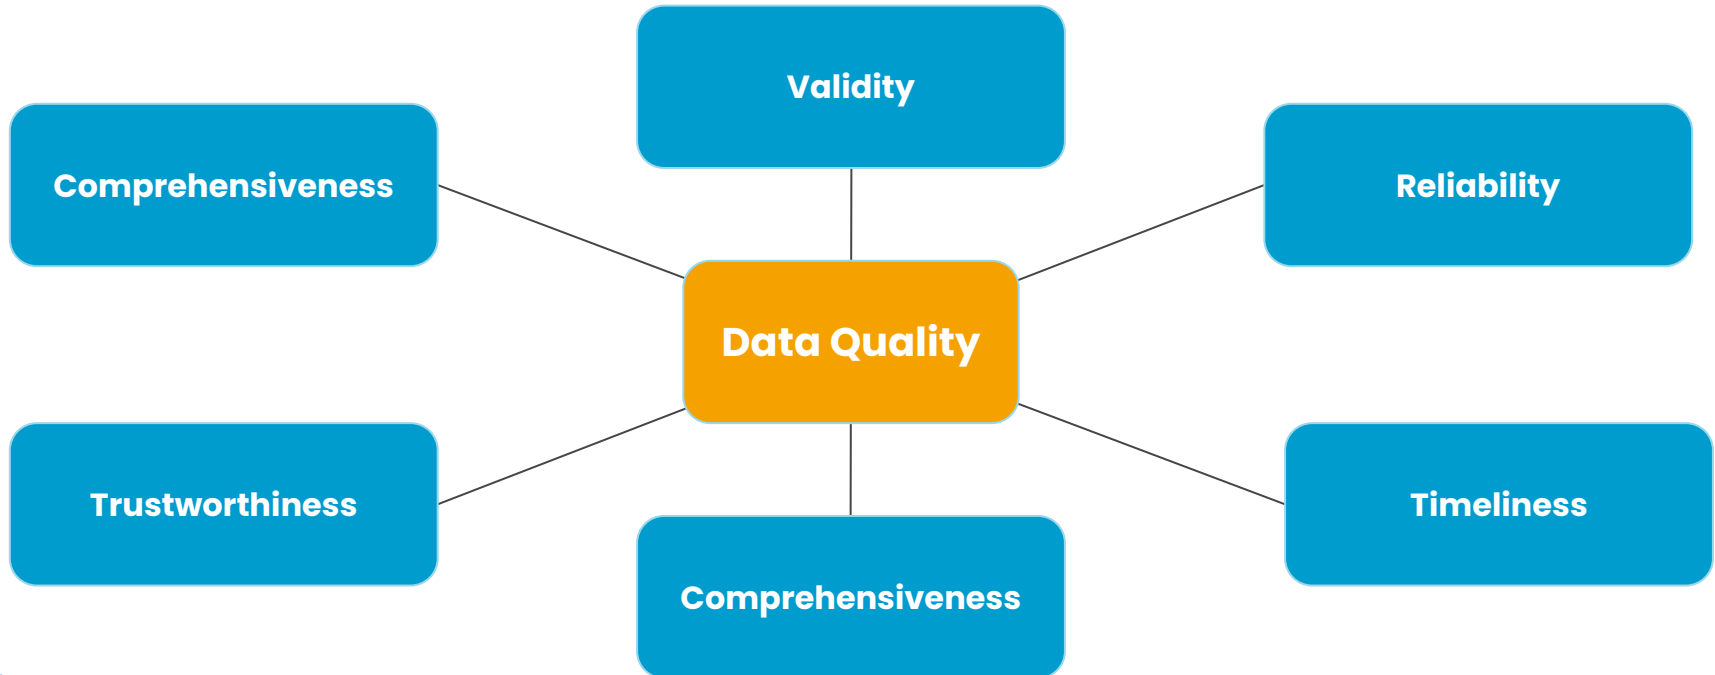 Validity
Comprehensiveness
Reliability
Data Quality
Trustworthiness
Timeliness
Comprehensiveness